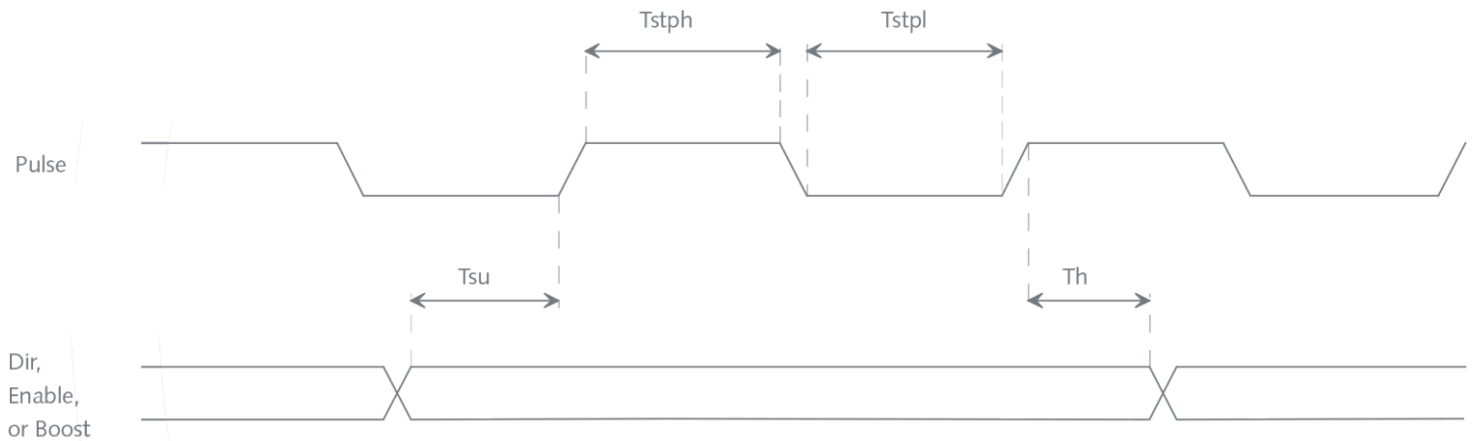 Tstph
Tstpl
Pulse
Tsu
Th
Dir,
Enable,
or Boost